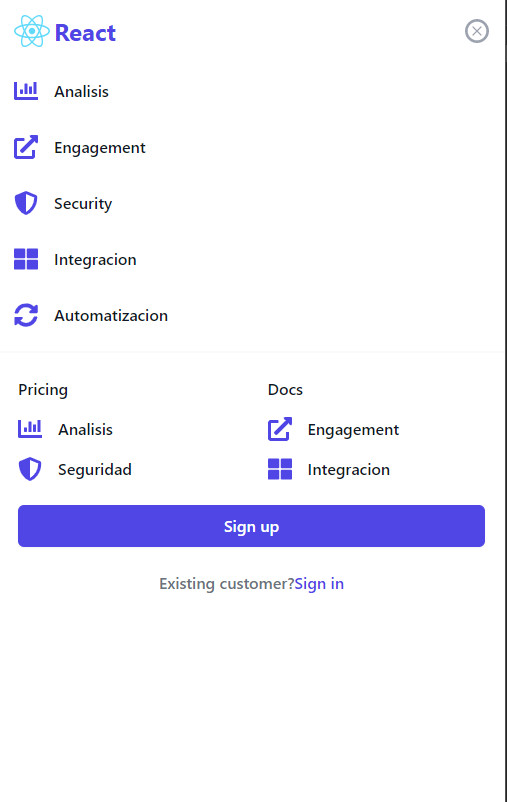 React
Analisis
Engagement
Security
Integracion
Automatizacion
Pricing
Docs
Analisis
Engagement
Seguridad
Integracion
Sign up
Existing customer?Sign in